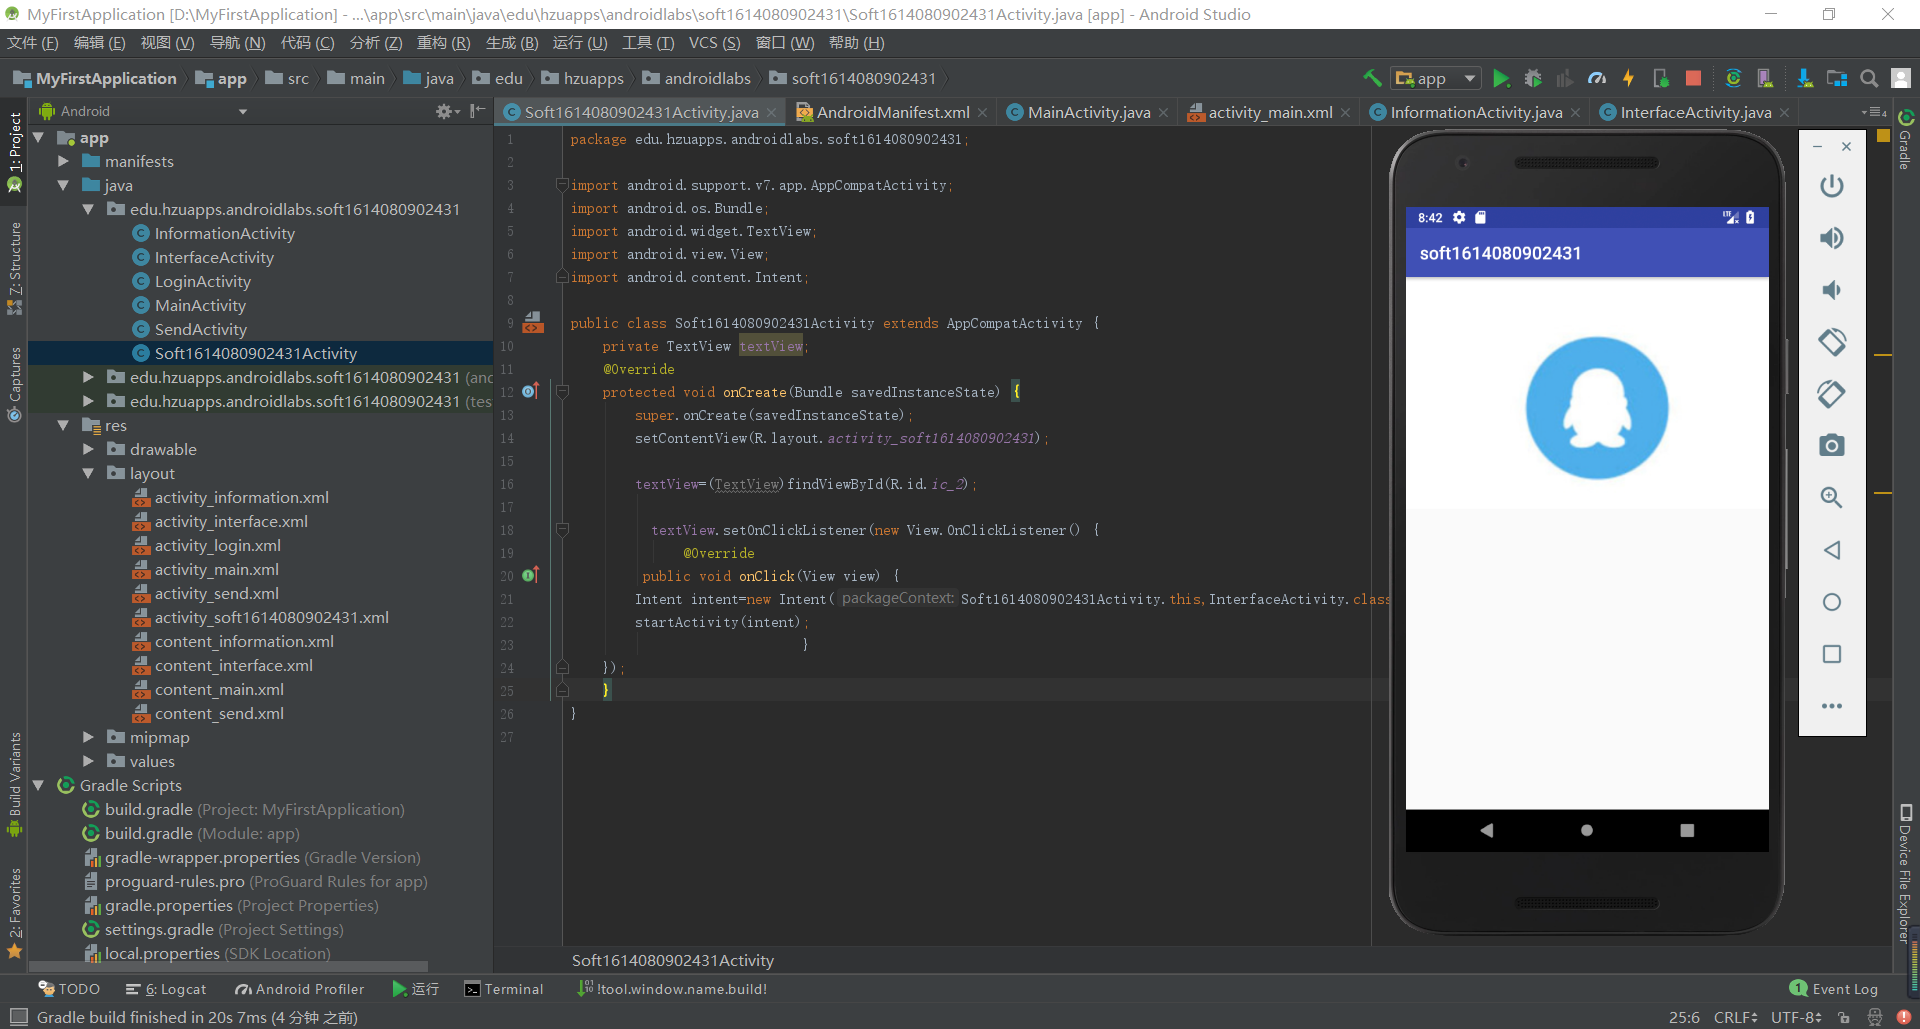 MyFirstApplication [D:\MyFirstApplication] - ...\app\src\main\java\edu\hzuapps\androidlabs\soft1614080902431\Soft1614080902431Activity.java [app] - Android Studio
文件 (F) 编辑 (E) 视图 (V) 导航 (N) 代码 (C) 分析 (Z) 重构 (R) 生成 (B) 运行 (U) 工具 (T) VCS (S) 窗口 (W) 帮助 (H)
MyFirstApplication app src main java edu hzuapps androidlabs soft1614080902431 app
Android
Soft1614080902431Activity.java AndroidManifest.xml MainActivity.java activity_main.xml InformationActivity.java InterfaceActivity.java
1: Project
7: Structure
Captures
Build Variants
2: Favorites
app
manifests
java
edu.hzuapps.androidlabs.soft1614080902431
InformationActivity
InterfaceActivity
LoginActivity
MainActivity
SendActivity
Soft1614080902431Activity
edu.hzuapps.androidlabs.soft1614080902431 (and
edu.hzuapps.androidlabs.soft1614080902431 (tes
res
drawable
layout
activity_information.xml
activity_interface.xml
activity_login.xml
activity_main.xml
activity_send.xml
activity_soft1614080902431.xml
content_information.xml
content_interface.xml
content_main.xml
content_send.xml
mipmap
values
Gradle Scripts
build.gradle (Project: MyFirstApplication)
build.gradle (Module: app)
gradle-wrapper.properties (Gradle Version)
proguard-rules.pro (ProGuard Rules for app)
gradle.properties (Project Properties)
settings.gradle (Project Settings)
local.properties (SDK Location)
1 package edu.hzuapps.androidlabs.soft1614080902431;
2
3 import android.support.v7.app.AppCompatActivity;
4 import android.os.Bundle;
5 import android.widget.TextView;
6 import android.view.View;
7 import android.content.Intent;
8
9 public class Soft1614080902431Activity extends AppCompatActivity {
10 private TextView textView;
11 @Override
12 protected void onCreate(Bundle savedInstanceState) {
13 super.onCreate(savedInstanceState);
14 setContentView(R.layout.activity_soft1614080902431);
15
16 textView=(TextView)findViewById(R.id.ic_2);
17
18 textView.setOnClickListener(new View.OnClickListener() {
19 @Override
20 public void onClick(View view) {
21 Intent intent=new Intent( packageContext: Soft1614080902431Activity.this,InterfaceActivity.class
22 startActivity(intent);
23 }
24 });
25 }
26 }
27
Soft1614080902431Activity
8:42
LTE
soft1614080902431
Gradle
Device File Explorer
TODO 6: Logcat Android Profiler 运行 Terminal !tool.window.name.build! 1 Event Log
Gradle build finished in 20s 7ms (4 分钟 之前) 25:6 CRLF UTF-8